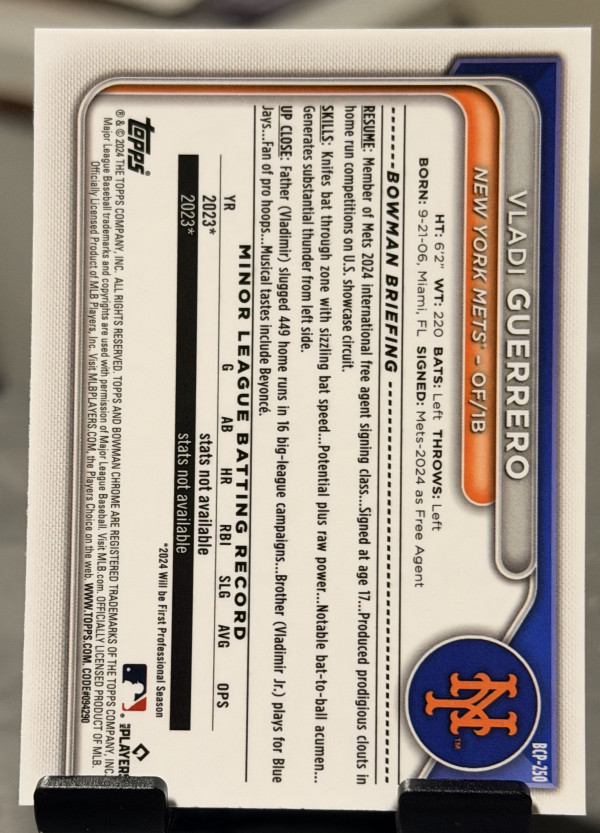 BCP-250
VLADI GUERRERO
NEW YORK METS® – OF/1B
NY
™
HT: 6'2" WT: 220 BATS: Left THROWS: Left
BORN: 9-21-06, Miami, FL SIGNED: Mets-2024 as Free Agent
BOWMAN BRIEFING
RESUME: Member of Mets 2024 international free agent signing class...Signed at age 17...Produced prodigious clouts in
home run competitions on U.S. showcase circuit.
SKILLS: Knifes bat through zone with sizzling bat speed...Potential plus raw power...Notable bat-to-ball acumen...
Generates substantial thunder from left side.
UP CLOSE: Father (Vladimir) slugged 449 home runs in 16 big-league campaigns...Brother (Vladimir Jr.) plays for Blue
Jays...Fan of pro hoops...Musical tastes include Beyoncé.
MINOR LEAGUE BATTING RECORD
YR G AB HR RBI SLG AVG OPS
2023* stats not available
2023* stats not available
*2024 Will be First Professional Season
topps®
MLB PLAYERS
® & © 2024 THE TOPPS COMPANY, INC. ALL RIGHTS RESERVED. TOPPS AND BOWMAN CHROME ARE REGISTERED TRADEMARKS OF THE TOPPS COMPANY, INC.
Major League Baseball trademarks and copyrights are used with permission of Major League Baseball. Visit MLB.com. OFFICIALLY LICENSED PRODUCT OF MLB
Officially Licensed Product of MLB Players, Inc. Visit MLBPLAYERS.COM, the Players Choice on the web. WWW.TOPPS.COM. CODE#094290